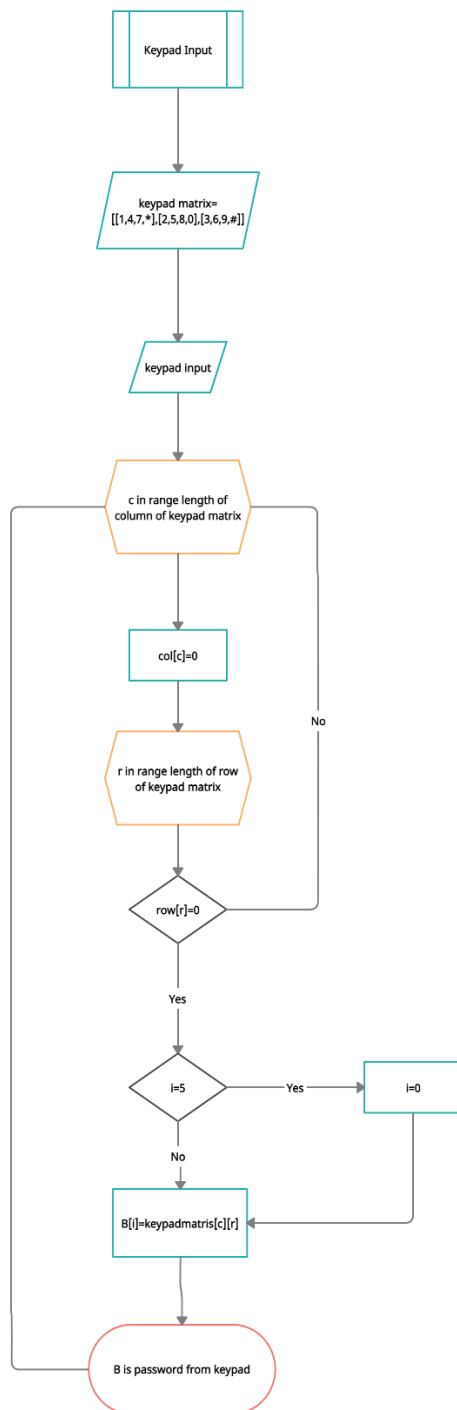 Keypad Input
keypad matrix=
[[1,4,7,*],[2,5,8,0],[3,6,9,#]]
keypad input
c in range length of
column of keypad matrix
col[c]=0
No
r in range length of row
of keypad matrix
row[r]=0
Yes
i=5
Yes
i=0
No
B[i]=keypadmatris[c][r]
B is password from keypad